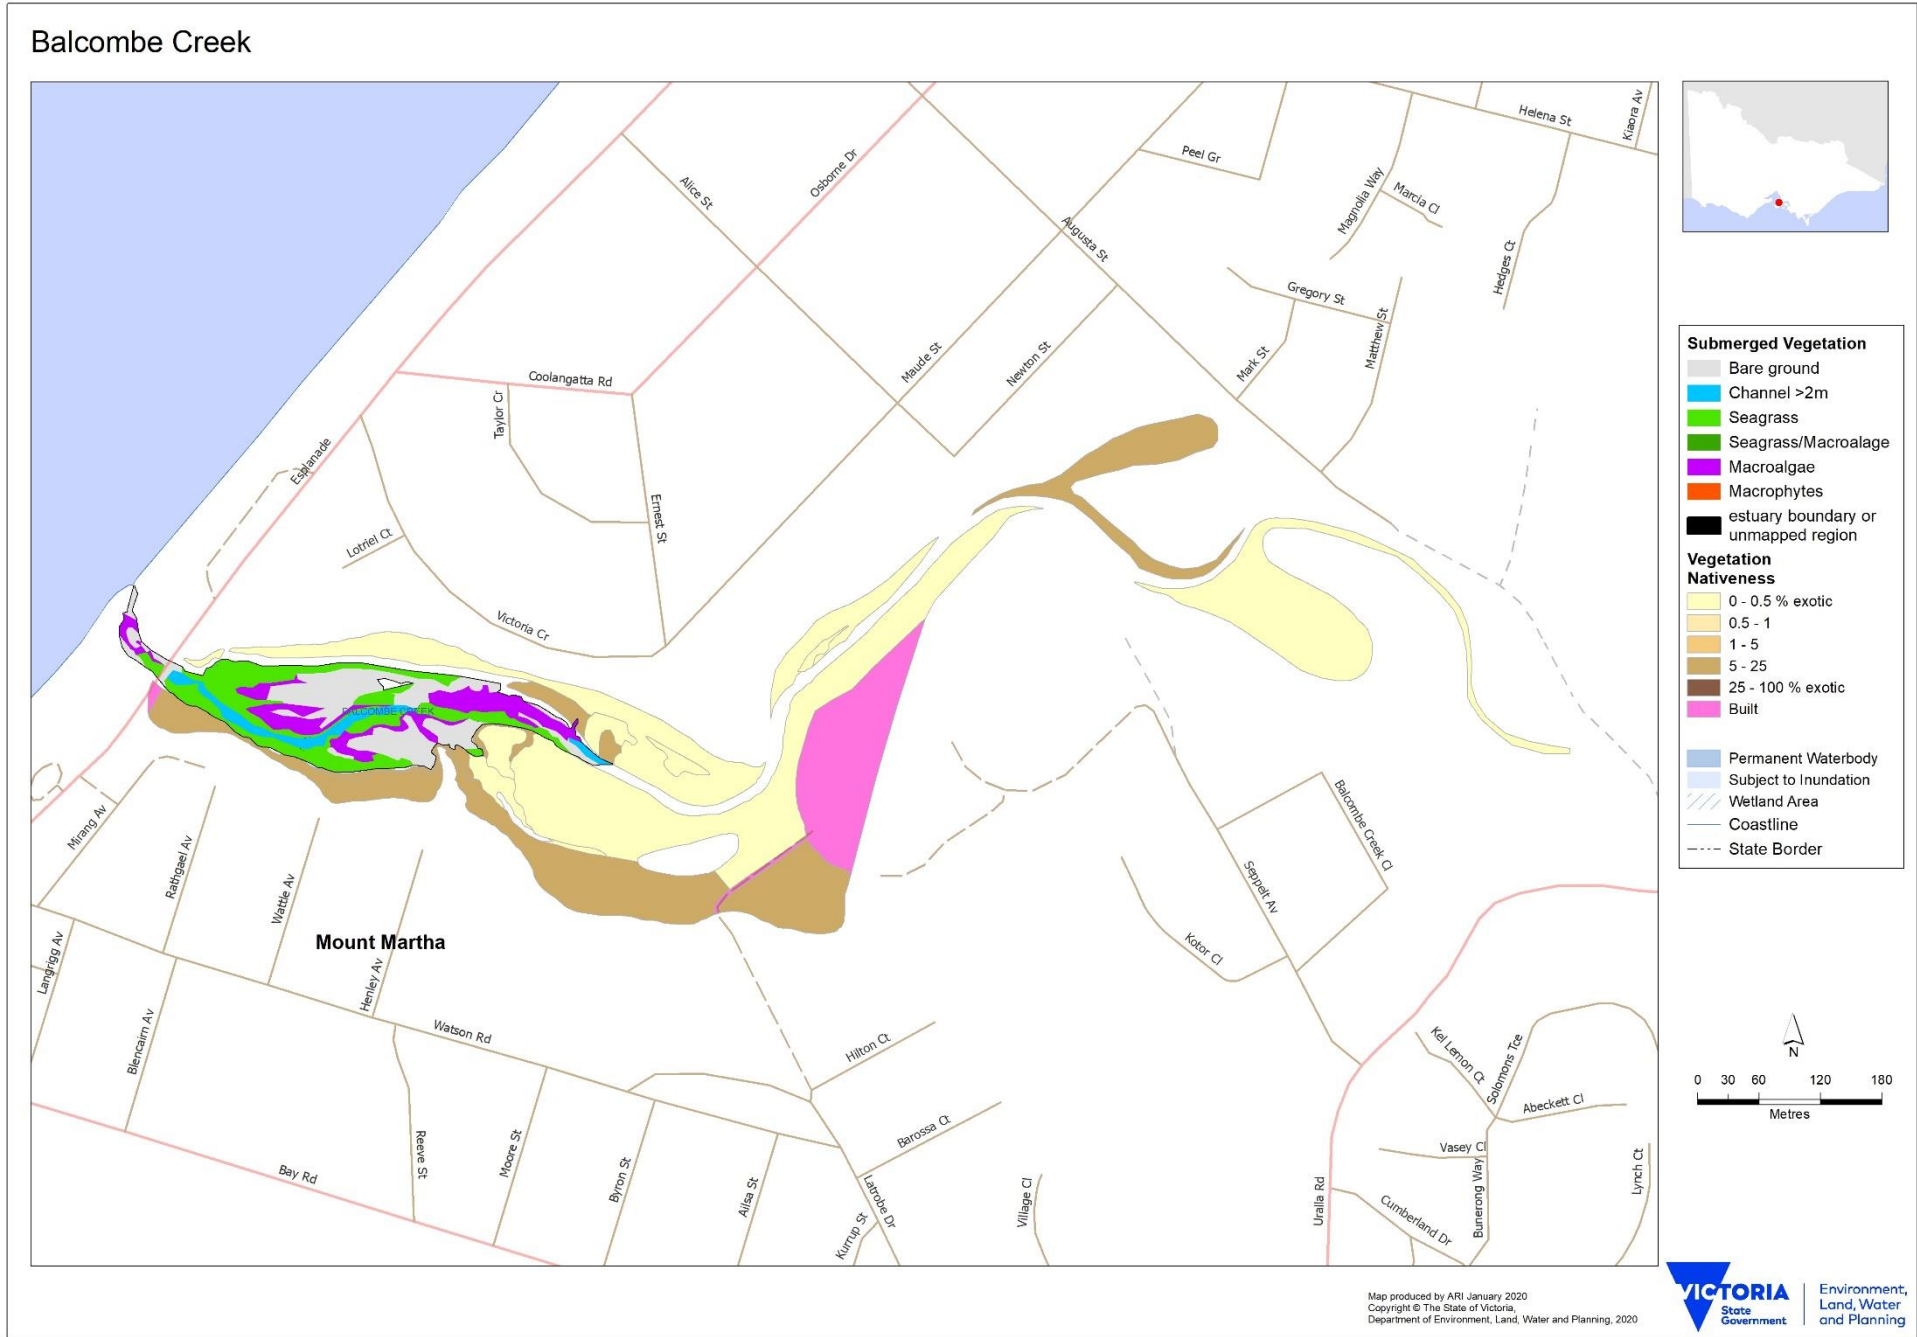 Balcombe Creek
Helena St
Kiaora Av
Peel Gr
Osborne Dr
Alice St
Magnolia Way
Marcia Cl
Augusta St
Hedges Ct
Gregory St
Matthew St
Mark St
Maude St
Newton St
Coolangatta Rd
Taylor Cr
Esplanade
Ernest St
Lotriel Ct
Victoria Cr
BALCOMBE CREEK
Mirang Av
Rathgael Av
Wattle Av
Balcombe Creek Cl
Seppelt Av
Mount Martha
Langrigg Av
Henley Av
Kotor Cl
Blencairn Av
Watson Rd
Hilton Ct
Kel Lemon Ct
Solomons Tce
Abeckett Cl
Barossa Ct
Reeve St
Moore St
Vasey Cl
Lynch Ct
Bay Rd
Byron St
Ailsa St
Latrobe Dr
Kurrup St
Village Cl
Uralla Rd
Bunerong Way
Cumberland Dr
Submerged Vegetation
Bare ground
Channel >2m
Seagrass
Seagrass/Macroalage
Macroalgae
Macrophytes
estuary boundary or
unmapped region
Vegetation
Nativeness
0 - 0.5 % exotic
0.5 - 1
1 - 5
5 - 25
25 - 100 % exotic
Built
Permanent Waterbody
Subject to Inundation
Wetland Area
Coastline
State Border
N
0 30 60 120 180
Metres
Map produced by ARI January 2020
Copyright © The State of Victoria,
Department of Environment, Land, Water and Planning, 2020
VICTORIA
State
Government
Environment,
Land, Water
and Planning